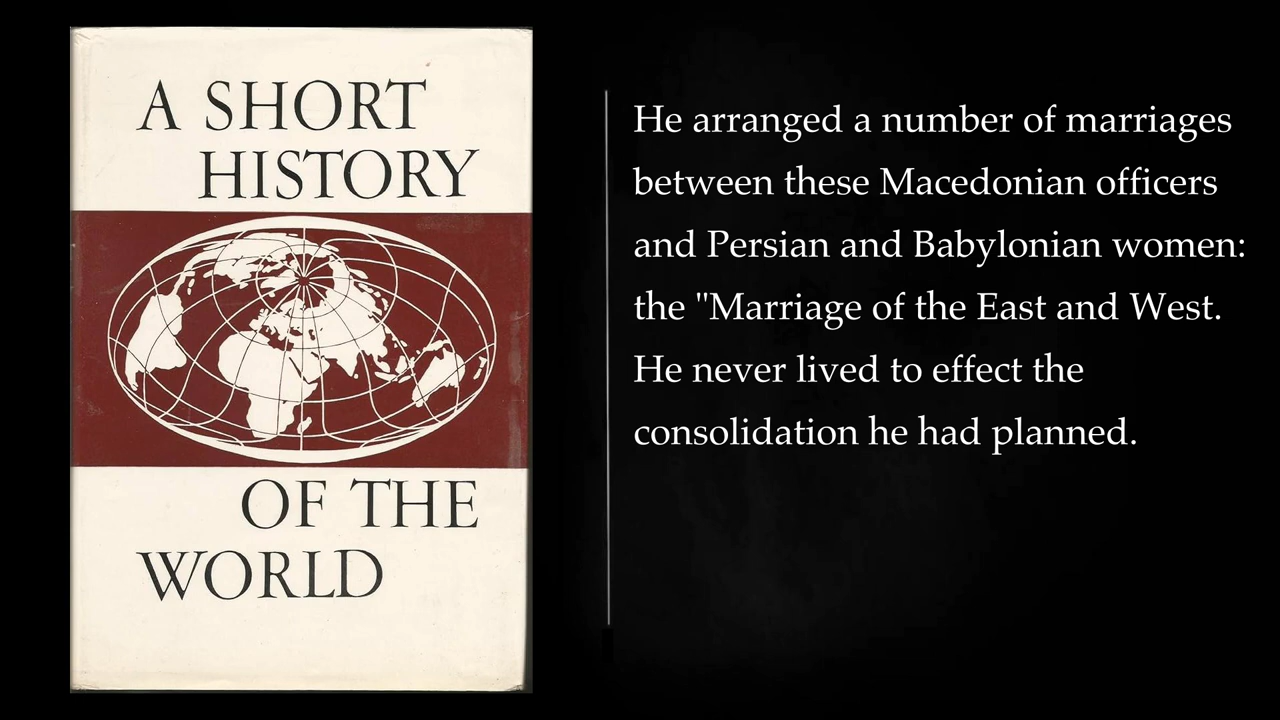 A SHORT
HISTORY
OF THE
WORLD
He arranged a number of marriages
between these Macedonian officers
and Persian and Babylonian women:
the "Marriage of the East and West.
He never lived to effect the
consolidation he had planned.